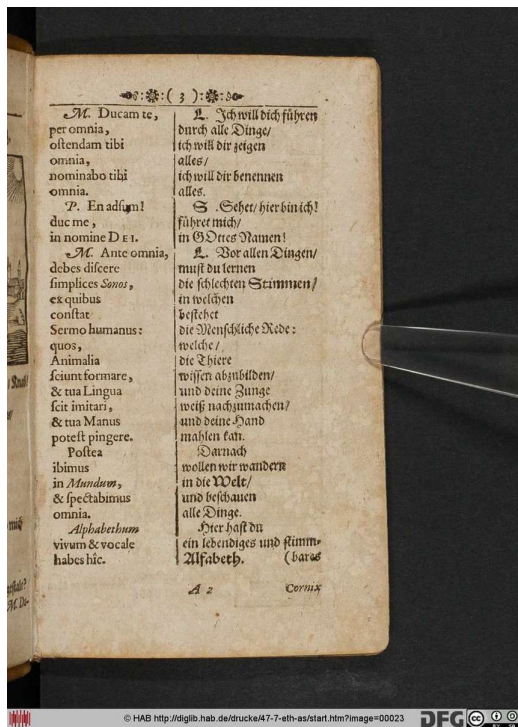 :( 3 ):
M. Ducam te,
per omnia,
oſtendam tibi
omnia,
nominabo tibi
omnia.
P. En adſum!
duc me,
in nomine DEI.
M. Ante omnia,
debes diſcere
ſimplices Sonos,
ex quibus
conſtat
Sermo humanus:
quos,
Animalia
ſciunt formare,
& tua Lingua
ſcit imitari,
& tua Manus
poteſt pingere.
Poſtea
ibimus
in Mundum,
& ſpectabimus
omnia.
Alphabethum
vivum & vocale
habes hîc.
L. Ich will dich führen
durch alle Dinge/
ich will dir zeigen
alles/
ich will dir benennen
alles.
S. Sehet/ hier bin ich!
führet mich/
in GOttes Namen!
L. Vor allen Dingen/
muſt du lernen
die ſchlechten Stimmen/
in welchen
beſtehet
die Menſchliche Rede:
welche/
die Thiere
wiſſen abzubilden/
und deine Zunge
weiß nachzumachen/
und deine Hand
mahlen kan.
Darnach
wollen wir wandern
in die Welt/
und beſchauen
alle Dinge.
Hier haſt du
ein lebendiges und ſtimm-
Alfabeth. (bares
A 2 Cornix
© HAB http://diglib.hab.de/drucke/47-7-eth-as/start.htm?image=00023
DFG
cc